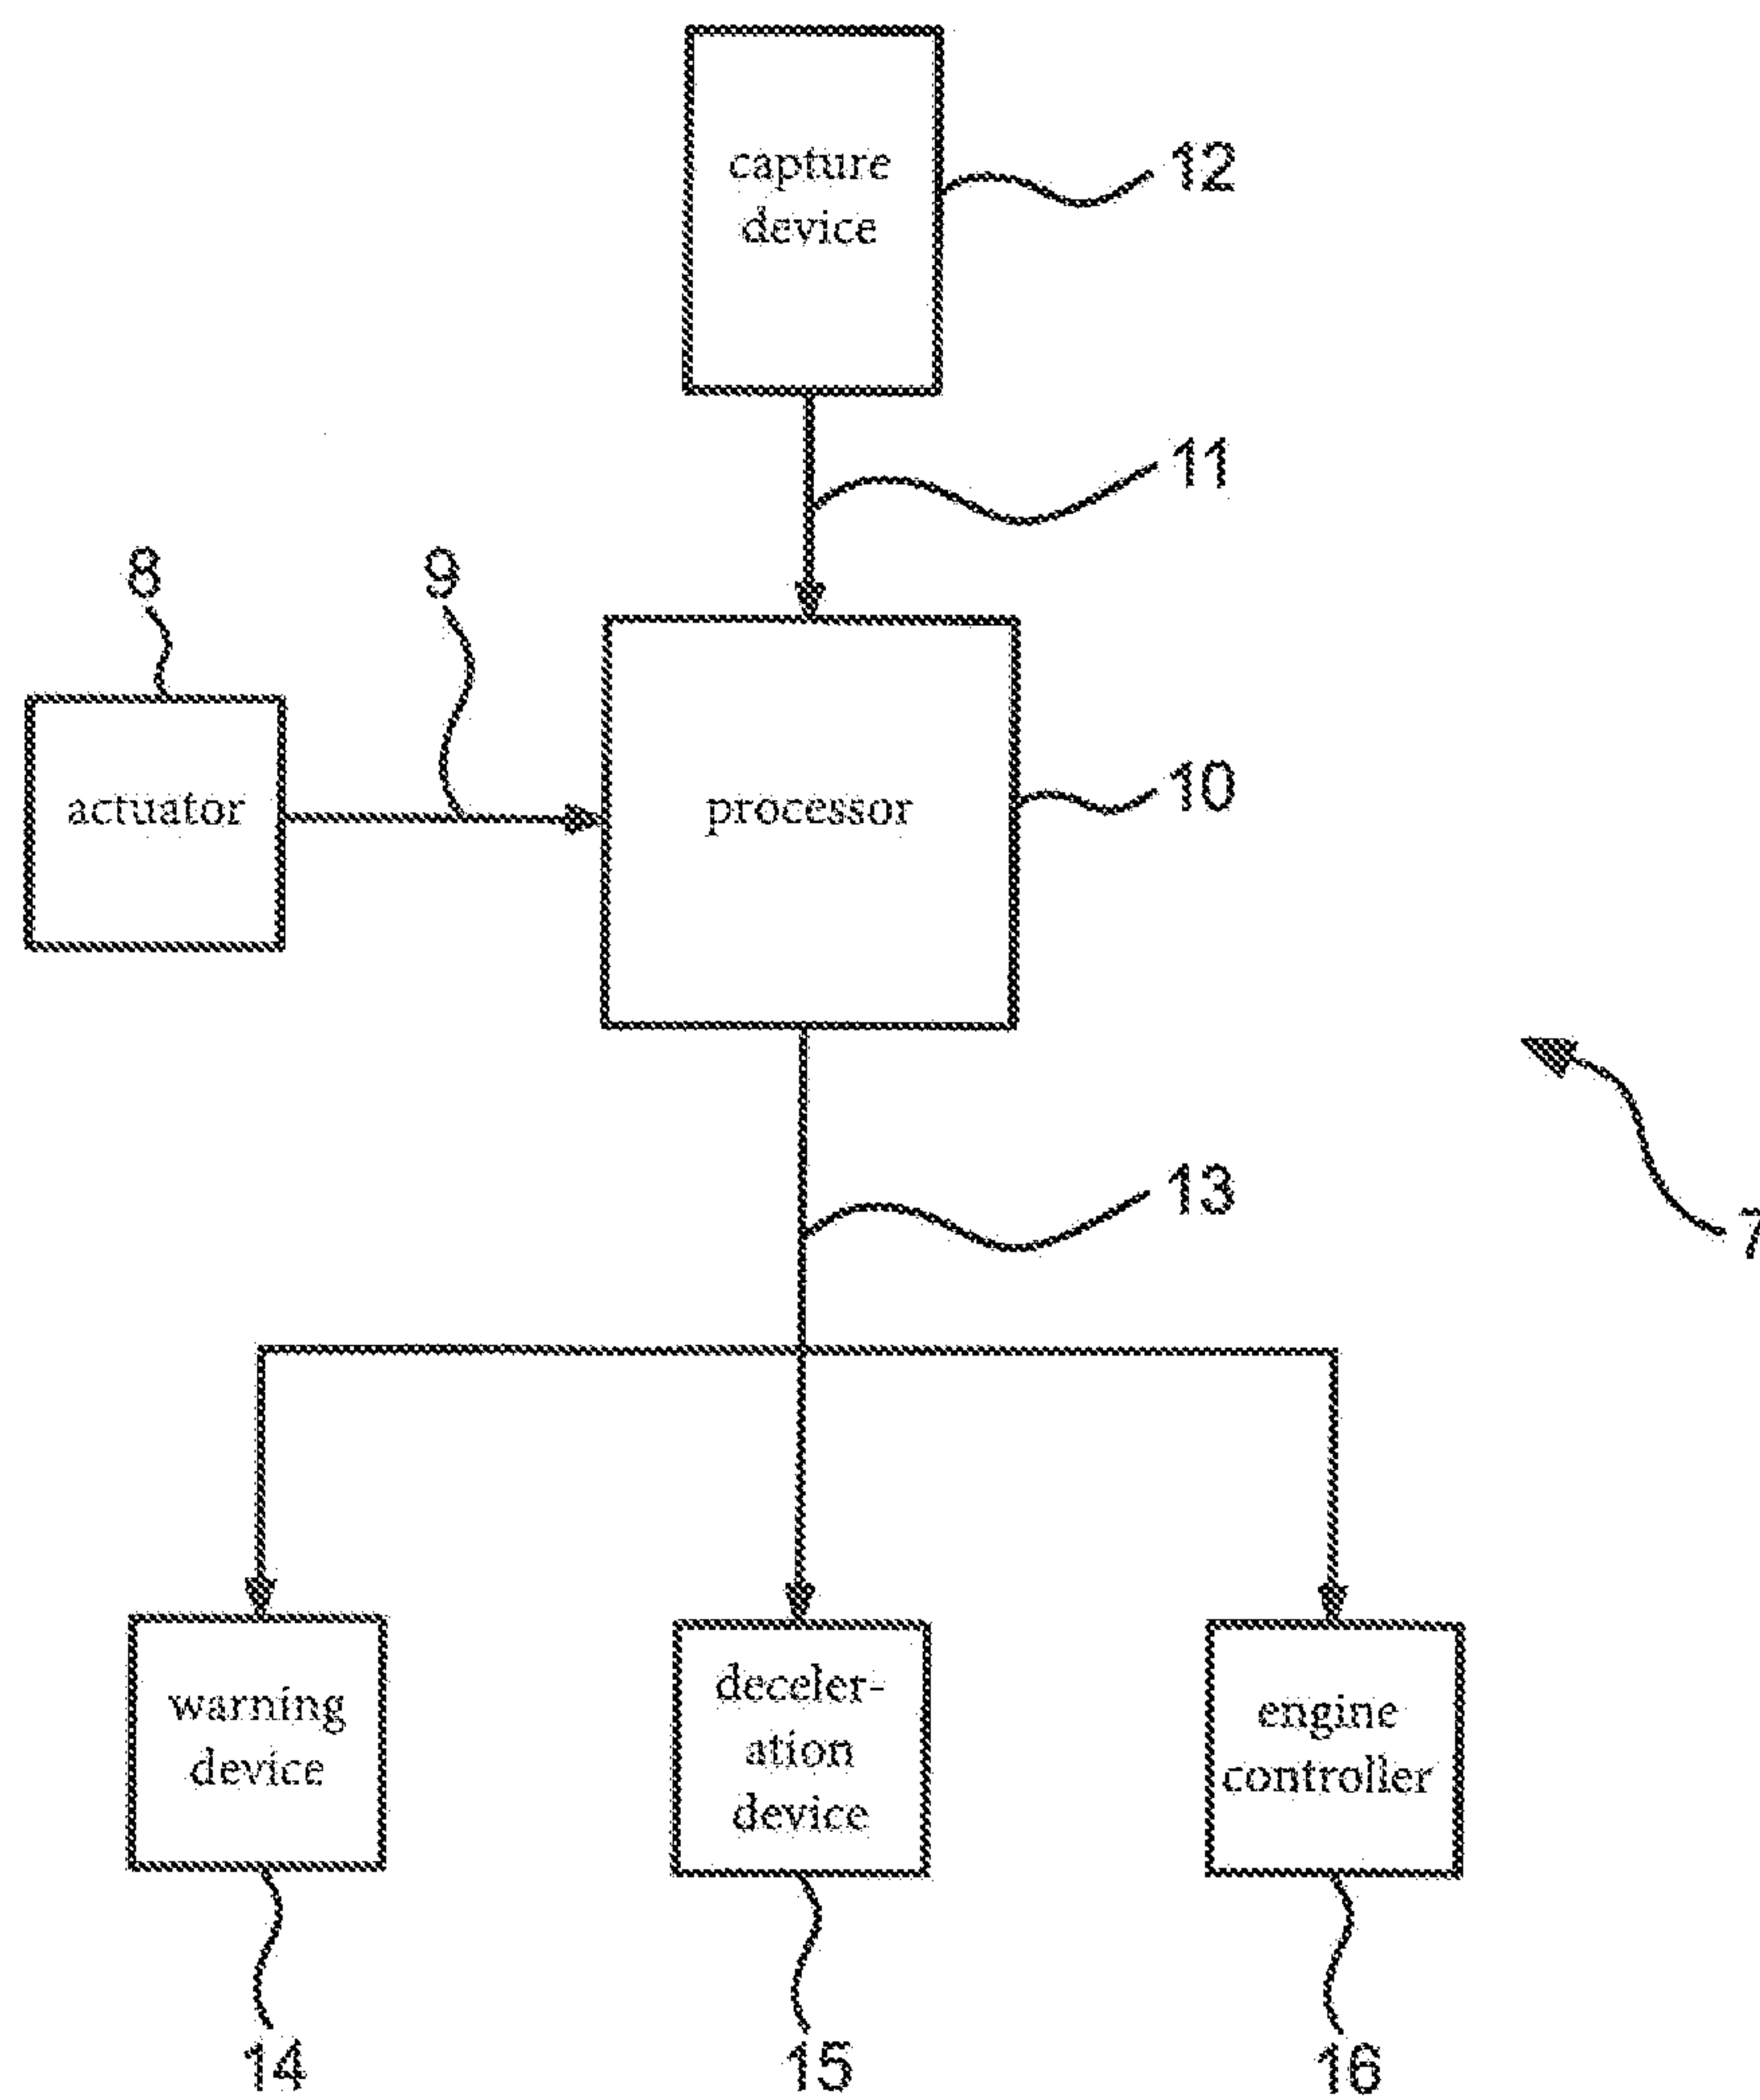 capture
device
12
11
8
9
actuator
processor
10
13
7
warning
device
deceler-
ation
device
engine
controller
14
15
16